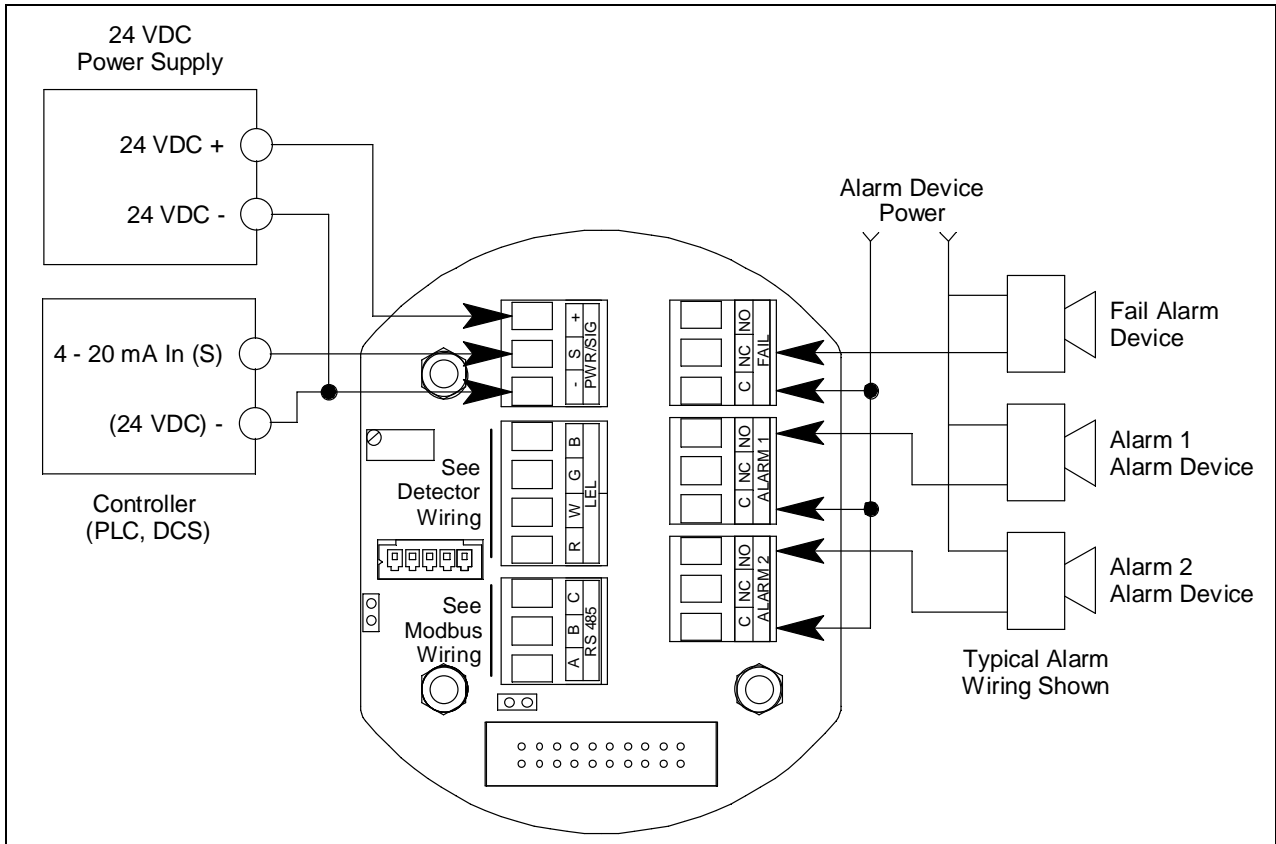 24 VDC
Power Supply
24 VDC +
24 VDC -
4 - 20 mA In (S)
(24 VDC) -
Controller
(PLC, DCS)
+
S
-
PWR/SIG
See
Detector
Wiring
B
G
W
R
LEL
See
Modbus
Wiring
C
B
A
RS 485
Alarm Device
Power
NO
NC
C
FAIL
NO
NC
C
ALARM 1
NO
NC
C
ALARM 2
Fail Alarm
Device
Alarm 1
Alarm Device
Alarm 2
Alarm Device
Typical Alarm
Wiring Shown